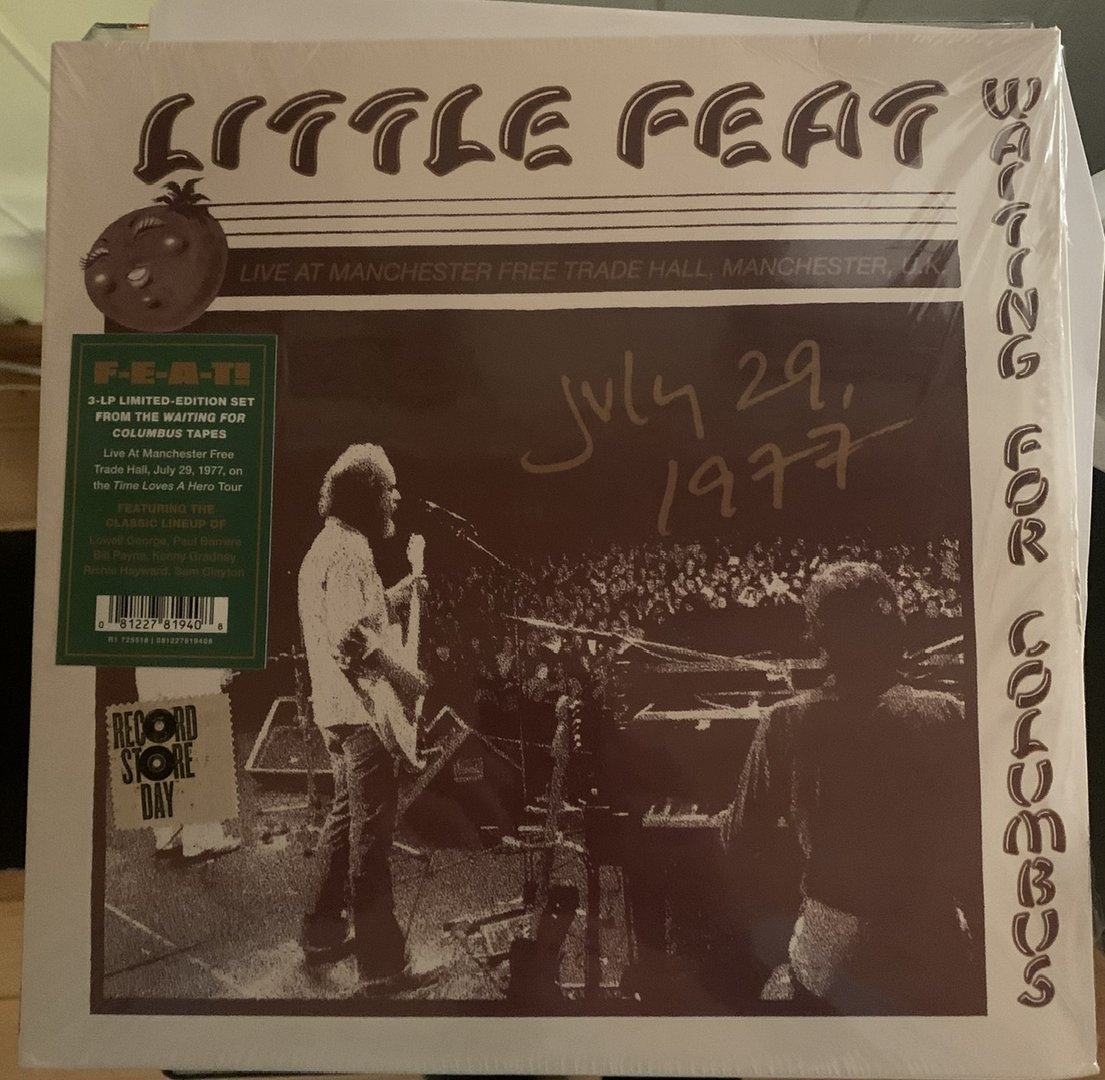 LITTLE FEAT
WAITING FOR COLUMBUS
LIVE AT MANCHESTER FREE TRADE HALL, MANCHESTER, U.K.
July 29,
1977
F-E-A-T!
3-LP LIMITED-EDITION SET
FROM THE WAITING FOR
COLUMBUS TAPES
Live At Manchester Free
Trade Hall, July 29, 1977, on
the Time Loves A Hero Tour
FEATURING THE
CLASSIC LINEUP OF
Lowell George, Paul Barrere
Bill Payne, Kenny Gradney
Richie Hayward, Sam Clayton
0 81227 81940 8
R1 725518 | 081227819408
RECORD
STORE
DAY